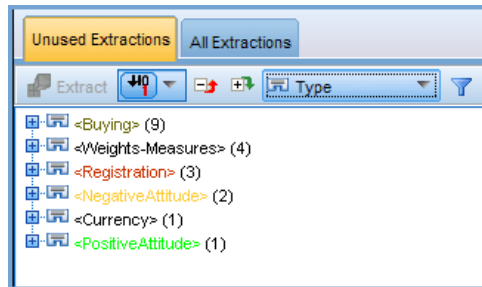 Unused Extractions All Extractions
Extract Type
<Buying> (9)
<Weights-Measures> (4)
<Registration> (3)
<NegativeAttitude> (2)
<Currency> (1)
<PositiveAttitude> (1)